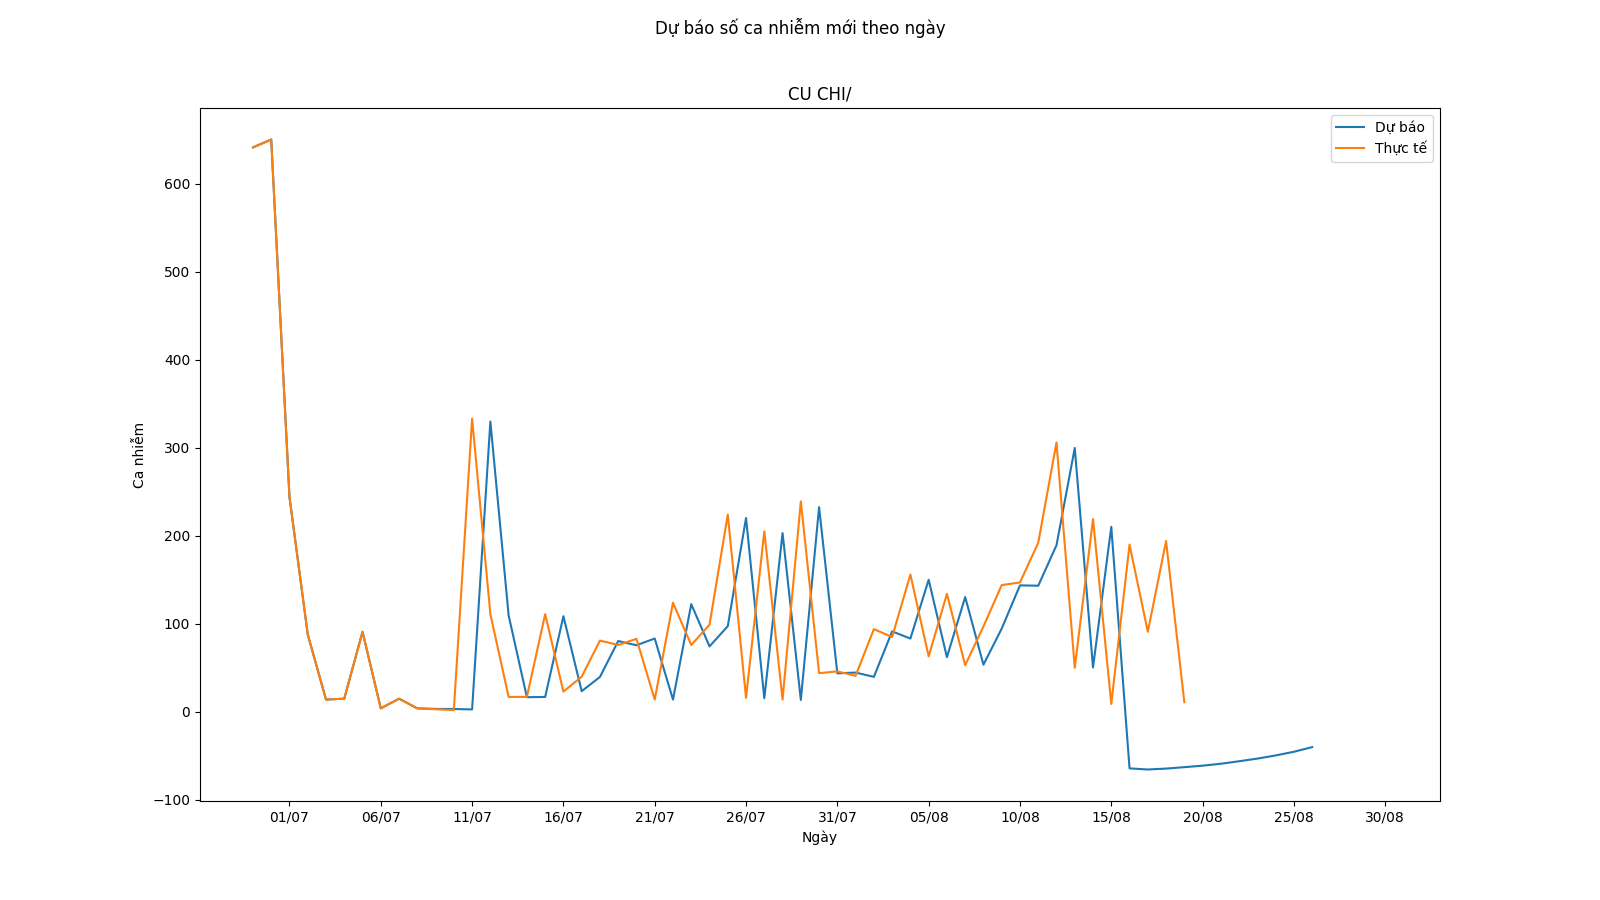 Dự báo số ca nhiễm mới theo ngày
CU CHI/
Dự báo
Thực tế
600
500
400
300
200
100
0
−100
Ca nhiễm
01/07 06/07 11/07 16/07 21/07 26/07 31/07 05/08 10/08 15/08 20/08 25/08 30/08
Ngày